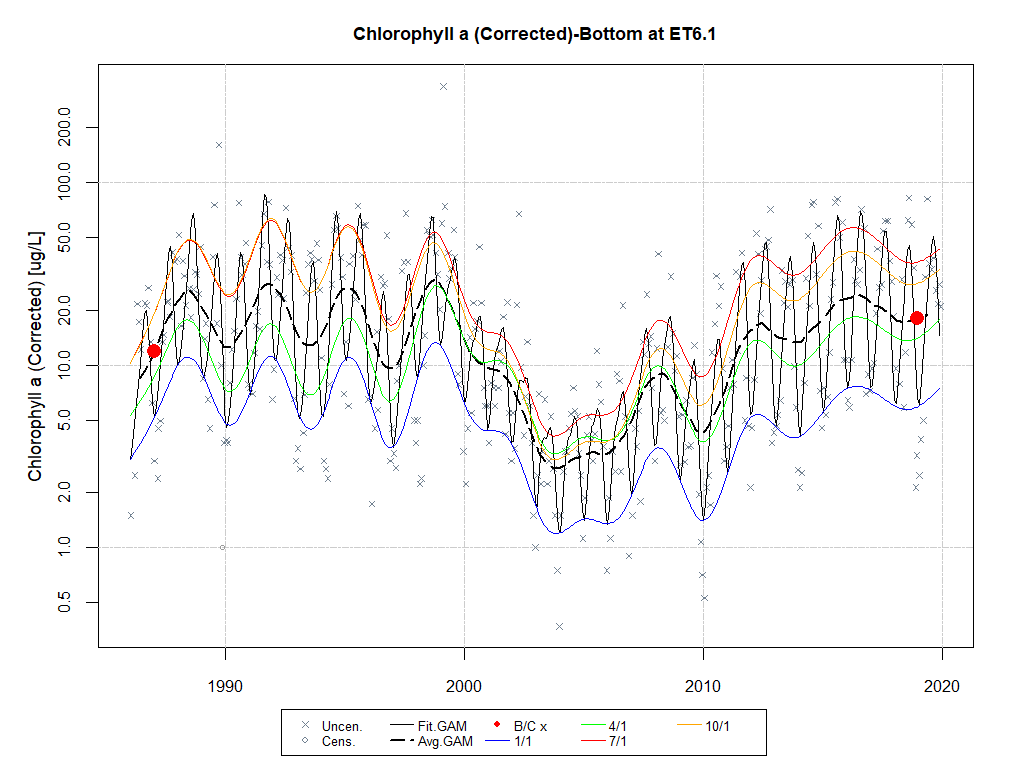 Chlorophyll a (Corrected)-Bottom at ET6.1
Chlorophyll a (Corrected) [ug/L]
200.0
100.0
50.0
20.0
10.0
5.0
2.0
1.0
0.5
1990 2000 2010 2020
Uncen. Fit.GAM B/C x 4/1 10/1
Cens. Avg.GAM 1/1 7/1